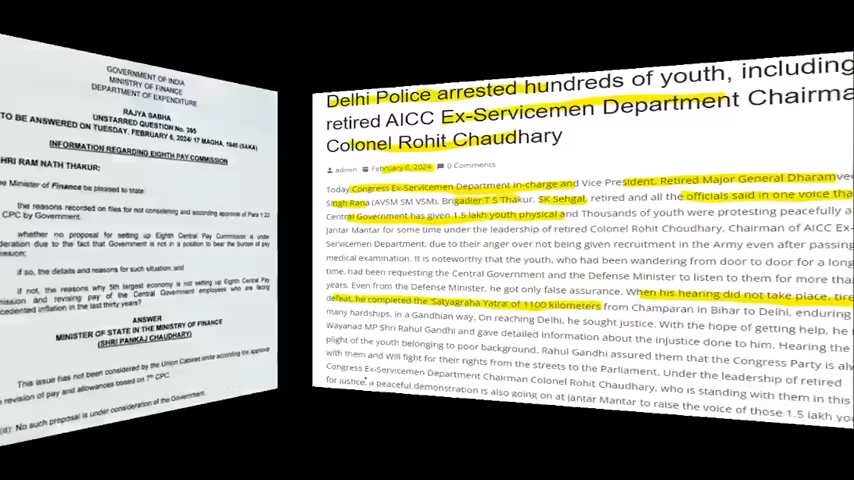 GOVERNMENT OF INDIA
MINISTRY OF FINANCE
DEPARTMENT OF EXPENDITURE
RAJYA SABHA
UNSTARRED QUESTION No. 395
TO BE ANSWERED ON TUESDAY, FEBRUARY 6, 2024/ 17 MAGHA, 1945 (SAKA)
INFORMATION REGARDING EIGHTH PAY COMMISSION
SHRI RAM NATH THAKUR:
Minister of Finance be pleased to state
the reasons recorded on files for not considering and according approval of Para 1.22
CPC by Government.
whether no proposal for setting up Eighth Central Pay Commission is under
due to the fact that Government is not in a position to bear the burden of pay
if so, the details and reasons for such situation; and
if not, the reasons why 5th largest economy is not setting up Eighth Central
and revising pay of the Central Government employees who are facing
inflation in the last thirty years?
ANSWER
MINISTER OF STATE IN THE MINISTRY OF FINANCE
(SHRI PANKAJ CHAUDHARY)
This issue has not been considered by the Union Cabinet while according the approval
revision of pay and allowances based on 7th CPC.
(d): No such proposal is under consideration of the Government.
Delhi Police arrested hundreds of youth, including
retired AICC Ex-Servicemen Department Chairma
Colonel Rohit Chaudhary
admin February 6, 2024 0 Comments
Today Congress Ex-Servicemen Department in-charge and Vice President, Retired Major General Dharamver
Singh Rana (AVSM SM VSM), Brigadier T S Thakur, SK Sehgal, retired and all the officials said in one voice tha
Central Government has given 1.5 lakh youth physical and Thousands of youth were protesting peacefully a
Jantar Mantar for some time under the leadership of retired Colonel Rohit Choudhary. Chairman of AICC Ex-
Servicemen Department, due to their anger over not being given recruitment in the Army even after passing
medical examination. It is noteworthy that the youth, who had been wandering from door to door for a long
time, had been requesting the Central Government and the Defense Minister to listen to them for more than
years. Even from the Defense Minister, he got only false assurance. When his hearing did not take place, tire
defeat, he completed the 'Satyagraha Yatra' of 1100 kilometers from Champaran in Bihar to Delhi, enduring
many hardships, in a Gandhian way. On reaching Delhi, he sought justice. With the hope of getting help, he
Wayanad MP Shri Rahul Gandhi and gave detailed information about the injustice done to him. Hearing the
plight of the youth belonging to poor background, Rahul Gandhi assured them that the Congress Party is alw
with them and Will fight for their rights from the streets to the Parliament. Under the leadership of retired
Congress Ex-Servicemen Department Chairman Colonel Rohit Chaudhary, who is standing with them in this
for justice, a peaceful demonstration is also going on at Jantar Mantar to raise the voice of those 1.5 lakh yo